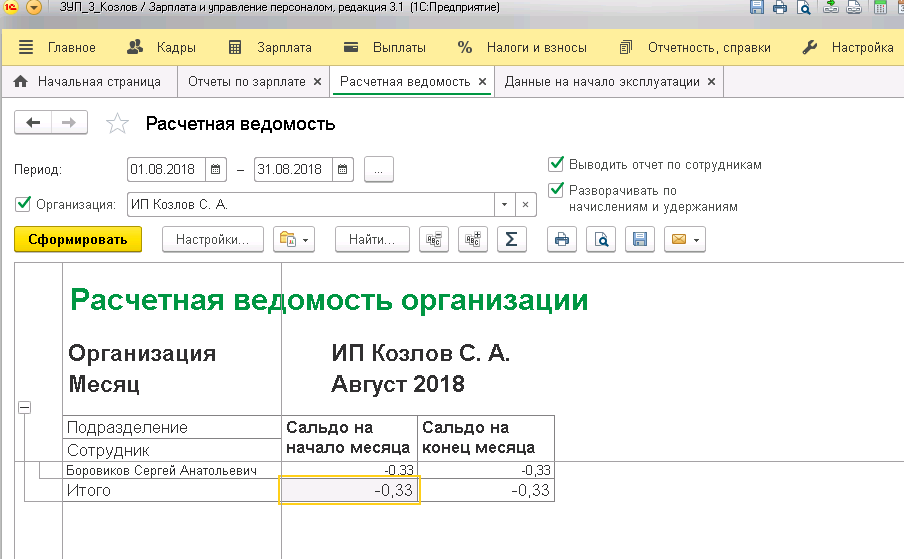 ЗУП_3_Козлов / Зарплата и управление персоналом, редакция 3.1 (1С:Предприятие)
Главное Кадры Зарплата Выплаты % Налоги и взносы Отчетность, справки Настройка
Начальная страница Отчеты по зарплате × Расчетная ведомость × Данные на начало эксплуатации ×
Расчетная ведомость
Период: 01.08.2018 – 31.08.2018 ... Выводить отчет по сотрудникам
Организация: ИП Козлов С. А. Разворачивать по
начислениям и удержаниям
Сформировать Настройки... Найти... Σ
Расчетная ведомость организации
Организация ИП Козлов С. А.
Месяц Август 2018
Подразделение Сальдо на Сальдо на
Сотрудник начало месяца конец месяца
Боровиков Сергей Анатольевич -0,33 -0,33
Итого -0,33 -0,33